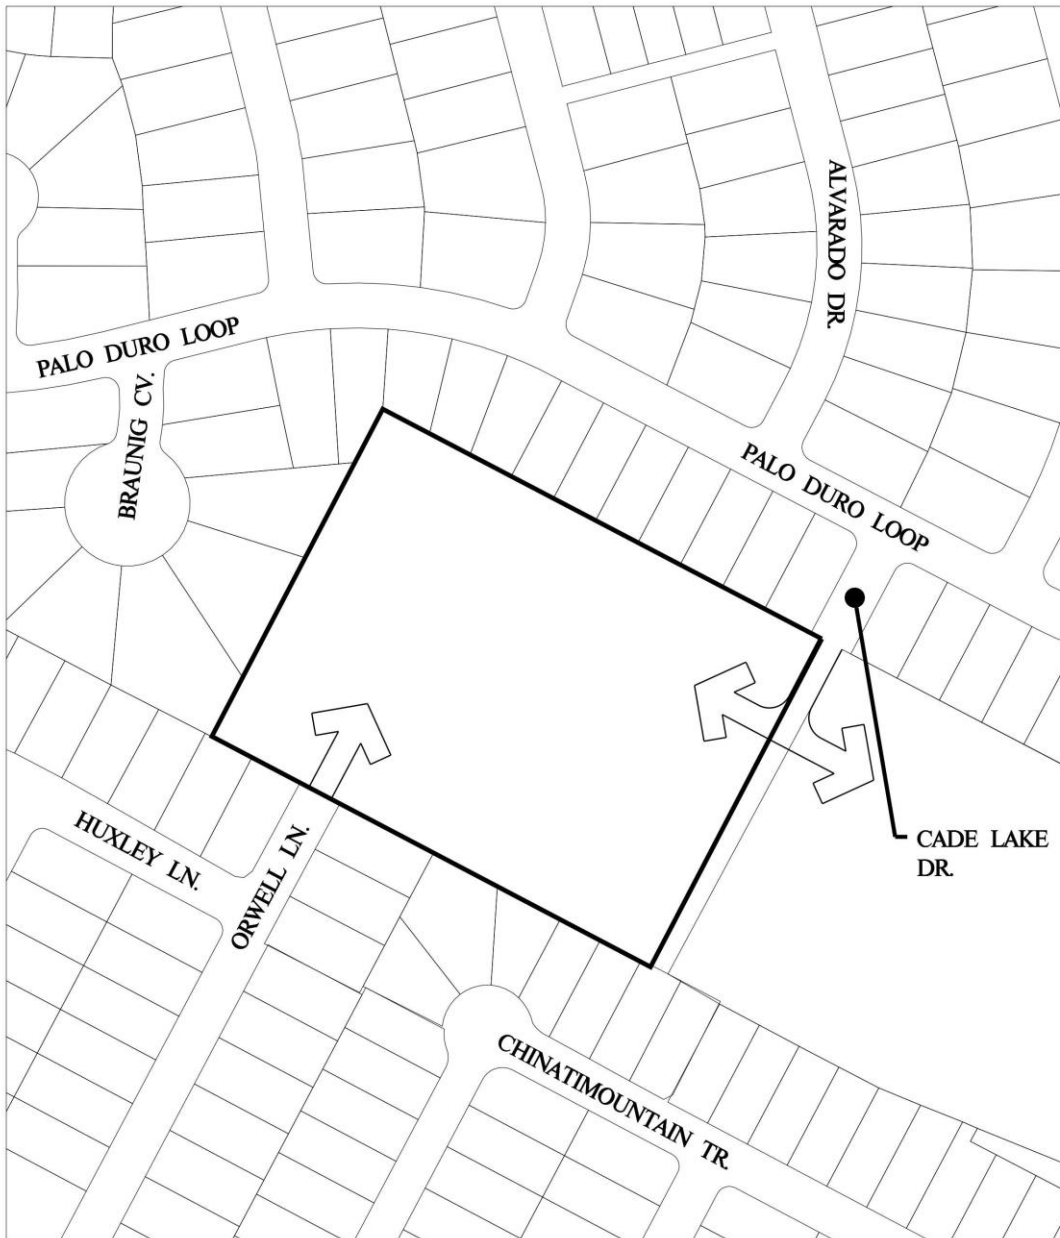 ALVARADO DR.
PALO DURO LOOP
BRAUNIG CV.
PALO DURO LOOP
CADE LAKE
DR.
HUXLEY LN.
ORWELL LN.
CHINATIMOUNTAIN TR.